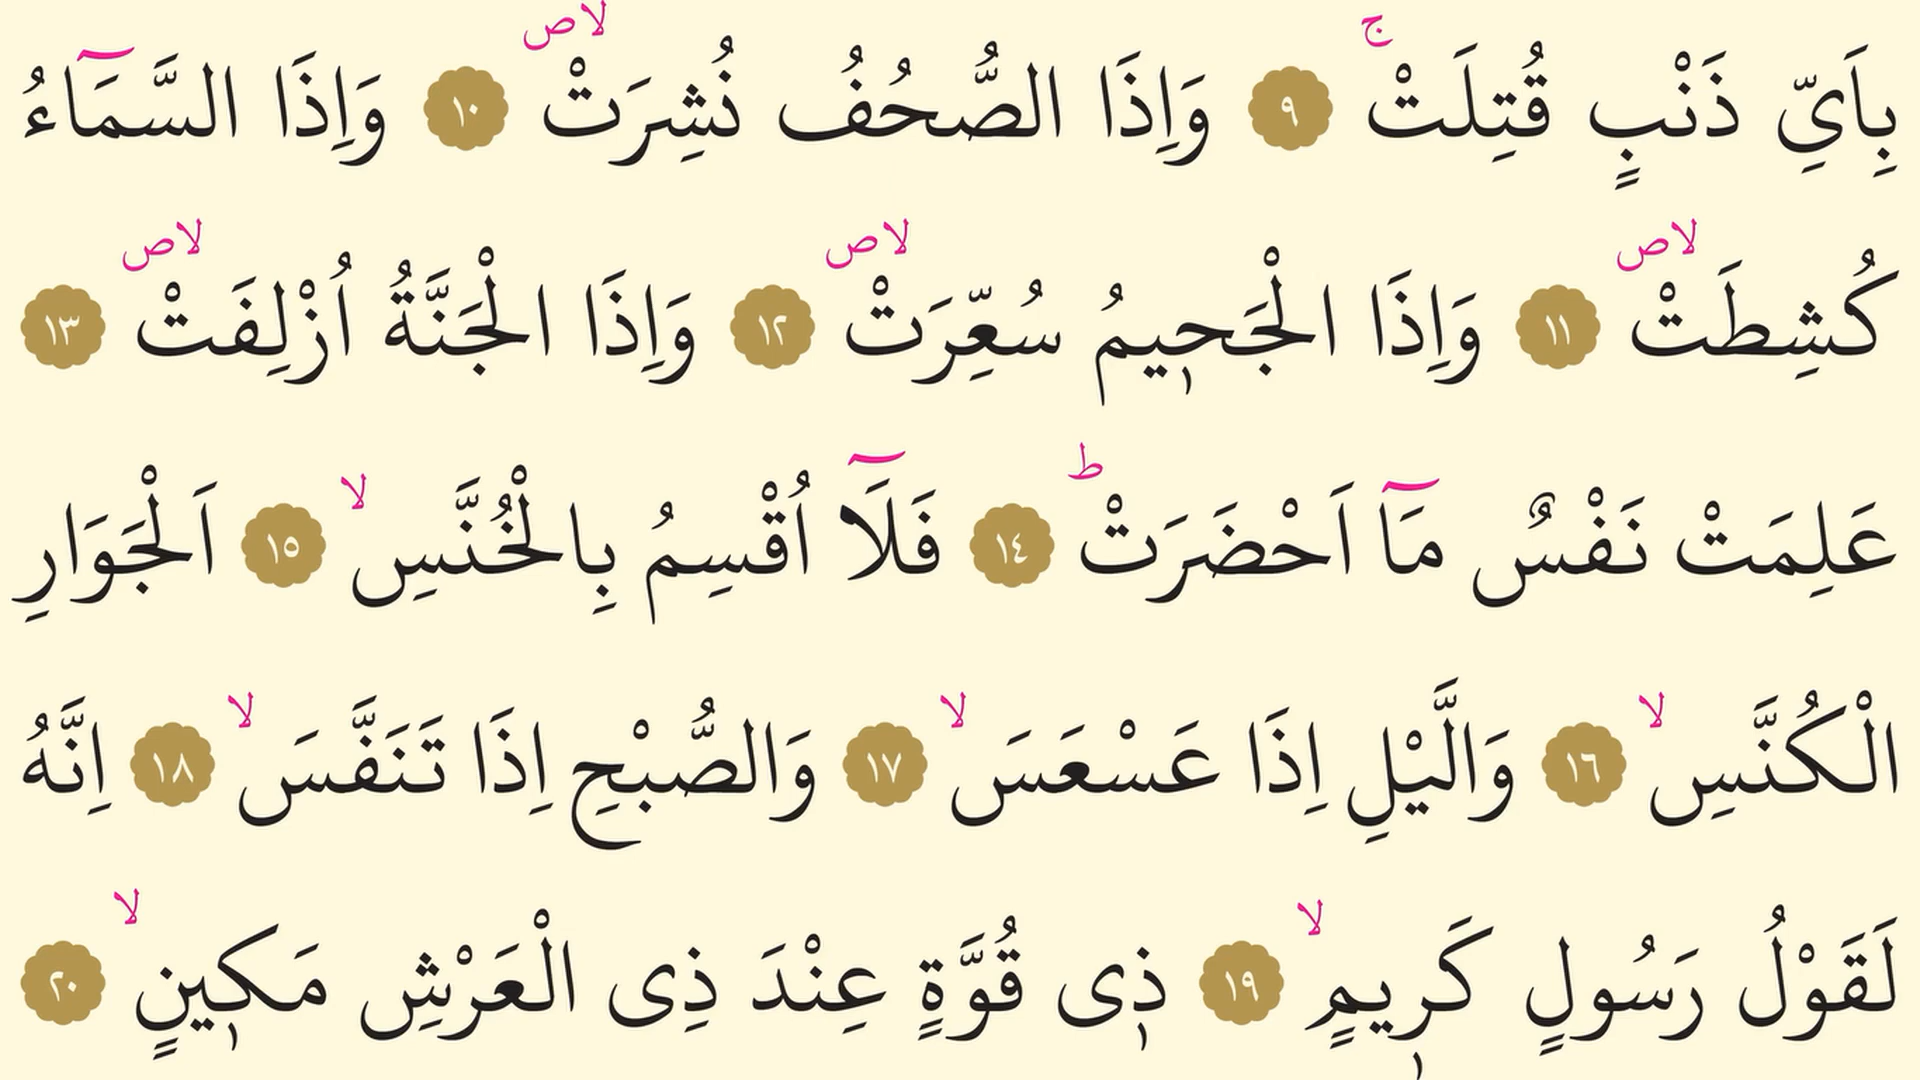 بِاَيِّ ذَنْبٍ قُتِلَتْۚ ٩ وَاِذَا الصُّحُفُ نُشِرَتْۙۖ ١٠ وَاِذَا السَّمَٓاءُ
كُشِطَتْۙۖ ١١ وَاِذَا الْجَح۪يمُ سُعِّرَتْۙۖ ١٢ وَاِذَا الْجَنَّةُ اُزْلِفَتْۙۖ ١٣
عَلِمَتْ نَفْسٌ مَٓا اَحْضَرَتْۜ ١٤ فَلَٓا اُقْسِمُ بِالْخُنَّسِۙ ١٥ اَلْجَوَارِ
الْكُنَّسِۙ ١٦ وَالَّيْلِ اِذَا عَسْعَسَۙ ١٧ وَالصُّبْحِ اِذَا تَنَفَّسَۙ ١٨ اِنَّهُ
لَقَوْلُ رَسُولٍ كَر۪يمٍۙ ١٩ ذ۪ى قُوَّةٍ عِنْدَ ذِى الْعَرْشِ مَك۪ينٍۙ ٢٠